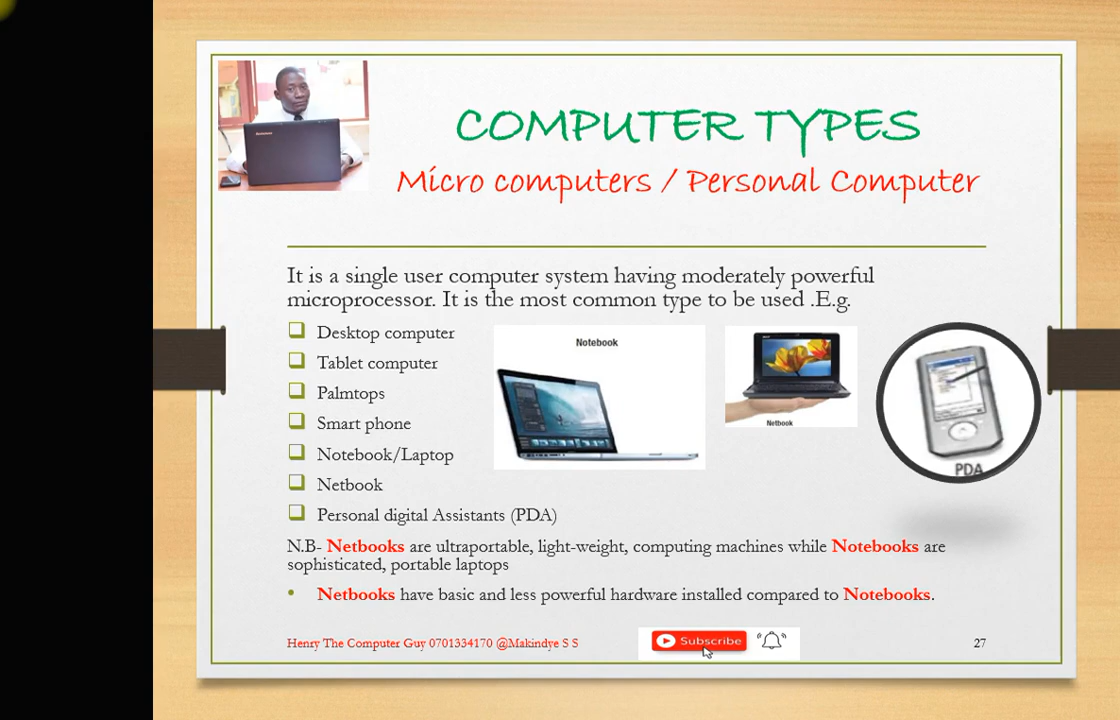 COMPUTER TYPES
Micro computers / Personal Computer
It is a single user computer system having moderately powerful
microprocessor. It is the most common type to be used .E.g.
Desktop computer
Tablet computer
Palmtops
Smart phone
Notebook/Laptop
Netbook
Personal digital Assistants (PDA)
Notebook
Netbook
PDA
N.B- Netbooks are ultraportable, light-weight, computing machines while Notebooks are
sophisticated, portable laptops
• Netbooks have basic and less powerful hardware installed compared to Notebooks.
Henry The Computer Guy 0701334170 @Makindye S S
Subscribe
27